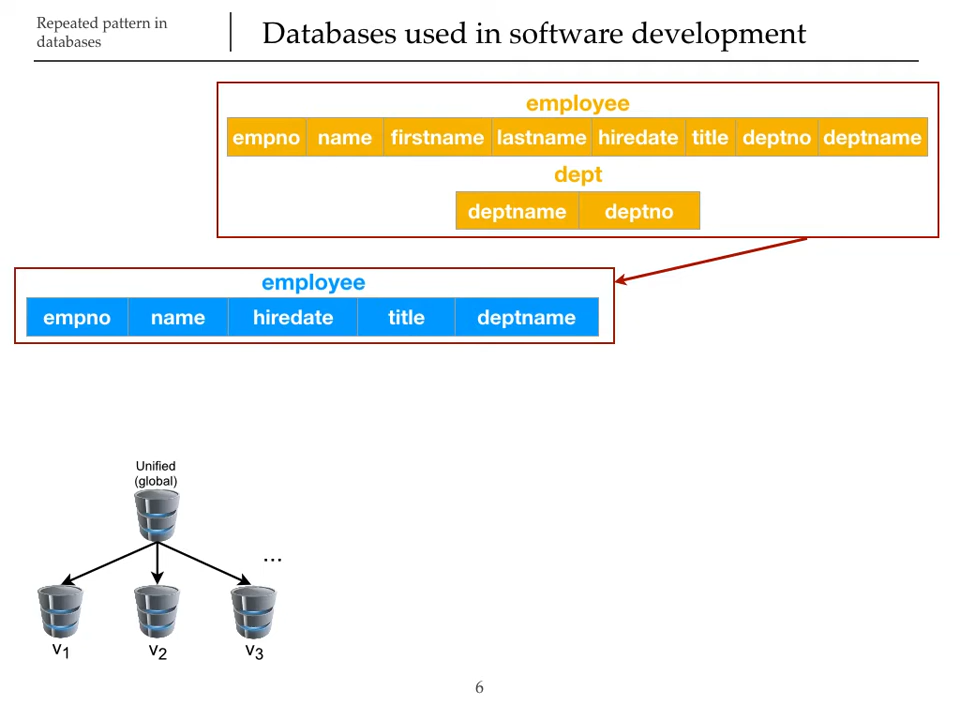 Repeated pattern in
databases
Databases used in software development
employee
empno name firstname lastname hiredate title deptno deptname
dept
deptname deptno
employee
empno name hiredate title deptname
Unified
(global)
...
v1 v2 v3
6